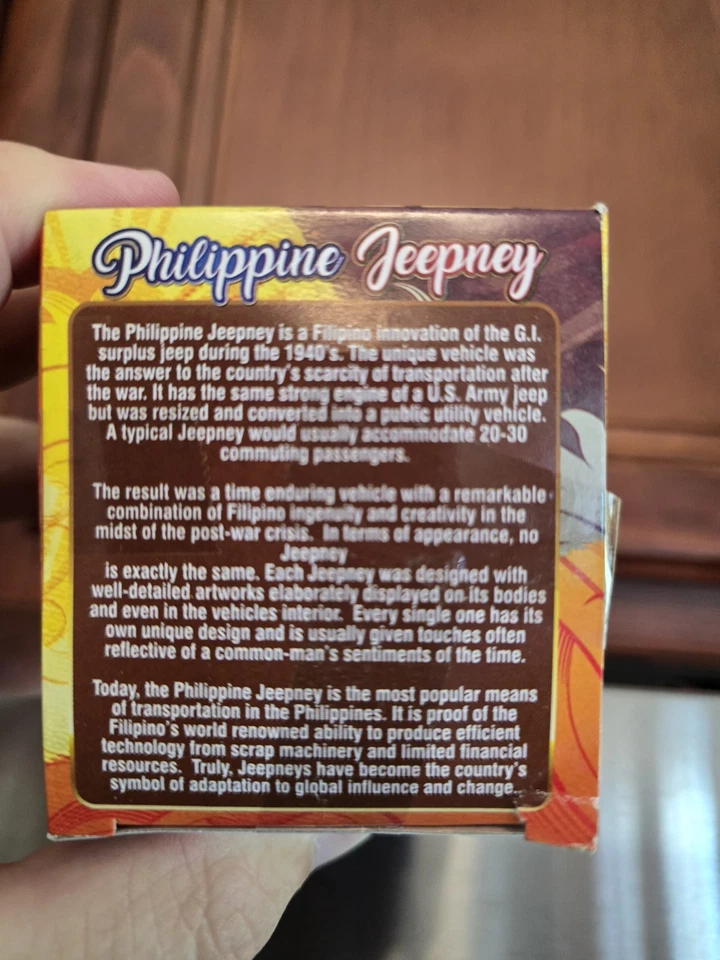 Philippine Jeepney
The Philippine Jeepney is a Filipino innovation of the G.I.
surplus jeep during the 1940's. The unique vehicle was
the answer to the country's scarcity of transportation after
the war. It has the same strong engine of a U.S. Army jeep
but was resized and converted into a public utility vehicle.
A typical Jeepney would usually accommodate 20-30
commuting passengers.
The result was a time enduring vehicle with a remarkable
combination of Filipino ingenuity and creativity in the
midst of the post-war crisis. In terms of appearance, no
Jeepney
is exactly the same. Each Jeepney was designed with
well-detailed artworks elaborately displayed on its bodies
and even in the vehicles interior. Every single one has its
own unique design and is usually given touches often
reflective of a common-man's sentiments of the time.
Today, the Philippine Jeepney is the most popular means
of transportation in the Philippines. It is proof of the
Filipino's world renowned ability to produce efficient
technology from scrap machinery and limited financial
resources. Truly, Jeepneys have become the country's
symbol of adaptation to global influence and change.